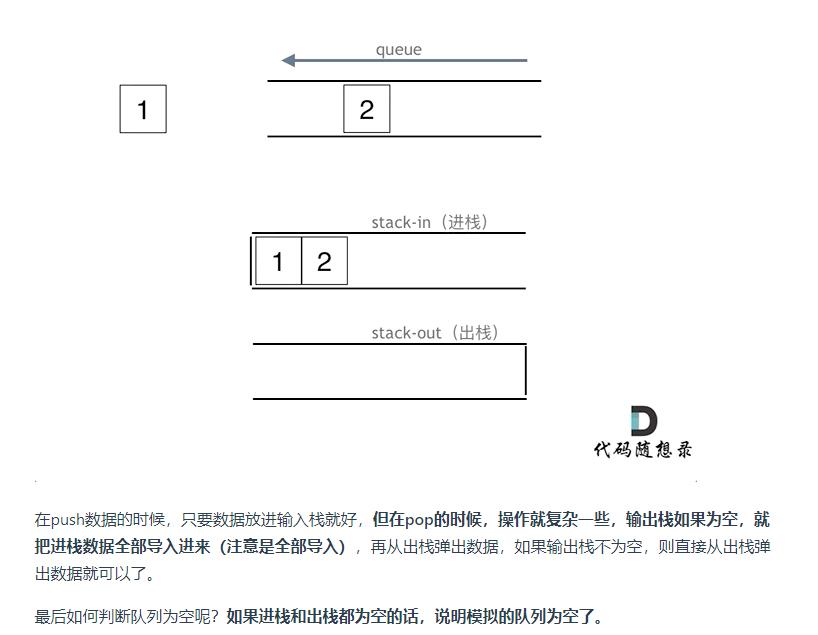 queue
1
2
stack-in（进栈）
1 2
stack-out（出栈）
代码随想录
在push数据的时候，只要数据放进输入栈就好，但在pop的时候，操作就复杂一些，输出栈如果为空，就
把进栈数据全部导入进来（注意是全部导入），再从出栈弹出数据，如果输出栈不为空，则直接从出栈弹
出数据就可以了。
最后如何判断队列为空呢？如果进栈和出栈都为空的话，说明模拟的队列为空了。